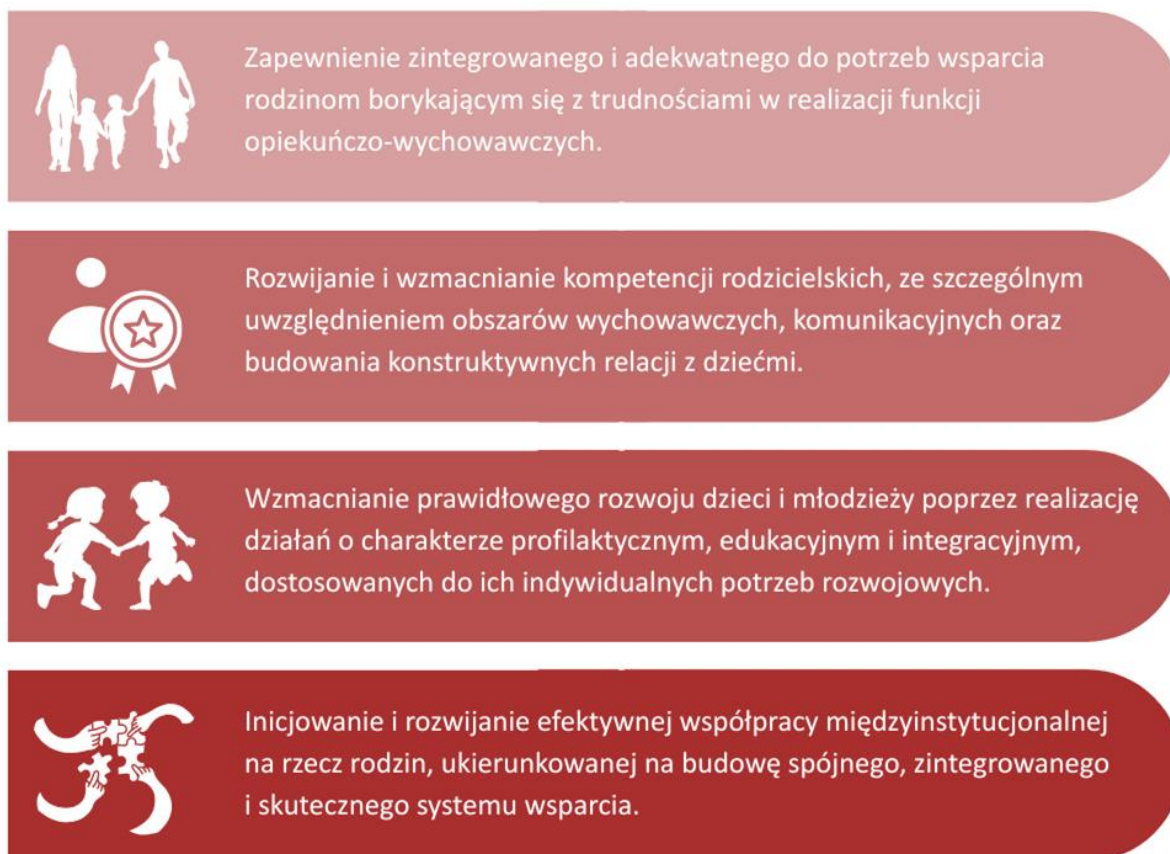 Zapewnienie zintegrowanego i adekwatnego do potrzeb wsparcia
rodzinom borykającym się z trudnościami w realizacji funkcji
opiekuńczo-wychowawczych.
Rozwijanie i wzmacnianie kompetencji rodzicielskich, ze szczególnym
uwzględnieniem obszarów wychowawczych, komunikacyjnych oraz
budowania konstruktywnych relacji z dziećmi.
Wzmacnianie prawidłowego rozwoju dzieci i młodzieży poprzez realizację
działań o charakterze profilaktycznym, edukacyjnym i integracyjnym,
dostosowanych do ich indywidualnych potrzeb rozwojowych.
Inicjowanie i rozwijanie efektywnej współpracy międzyinstytucjonalnej
na rzecz rodzin, ukierunkowanej na budowę spójnego, zintegrowanego
i skutecznego systemu wsparcia.